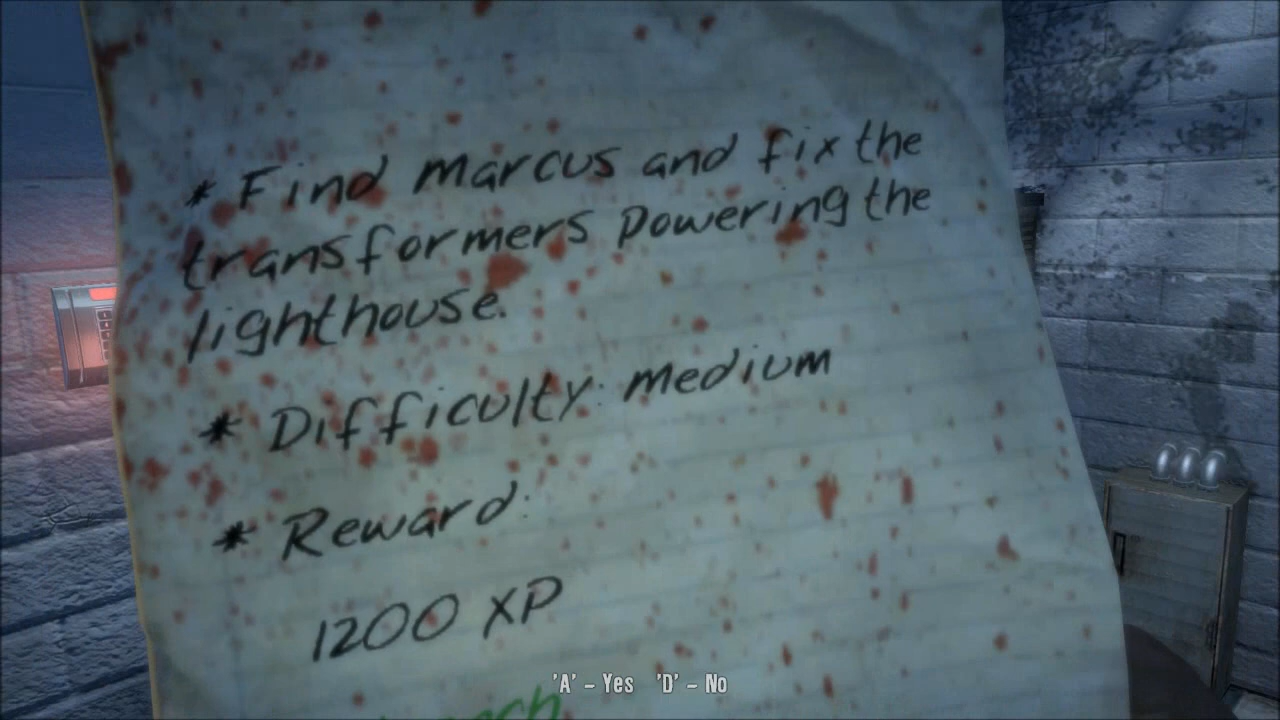 * Find marcus and fix the
transformers powering the
lighthouse.
* Difficulty: medium
* Reward:
1200 XP
'A' - Yes 'D' - No